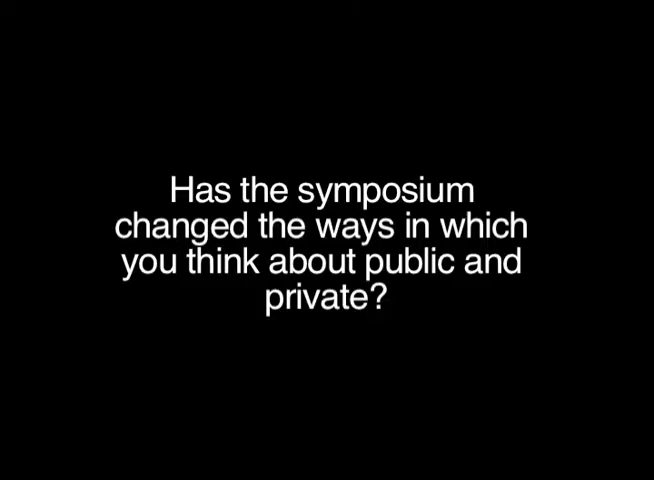 Has the symposium
changed the ways in which
you think about public and
private?